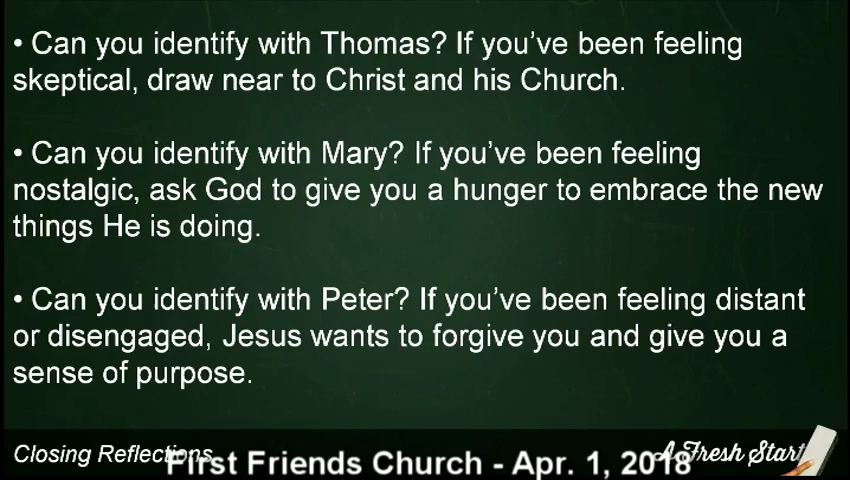 • Can you identify with Thomas? If you've been feeling
skeptical, draw near to Christ and his Church.
• Can you identify with Mary? If you've been feeling
nostalgic, ask God to give you a hunger to embrace the new
things He is doing.
• Can you identify with Peter? If you've been feeling distant
or disengaged, Jesus wants to forgive you and give you a
sense of purpose.
Closing Reflections
A Fresh Start
First Friends Church - Apr. 1, 2018